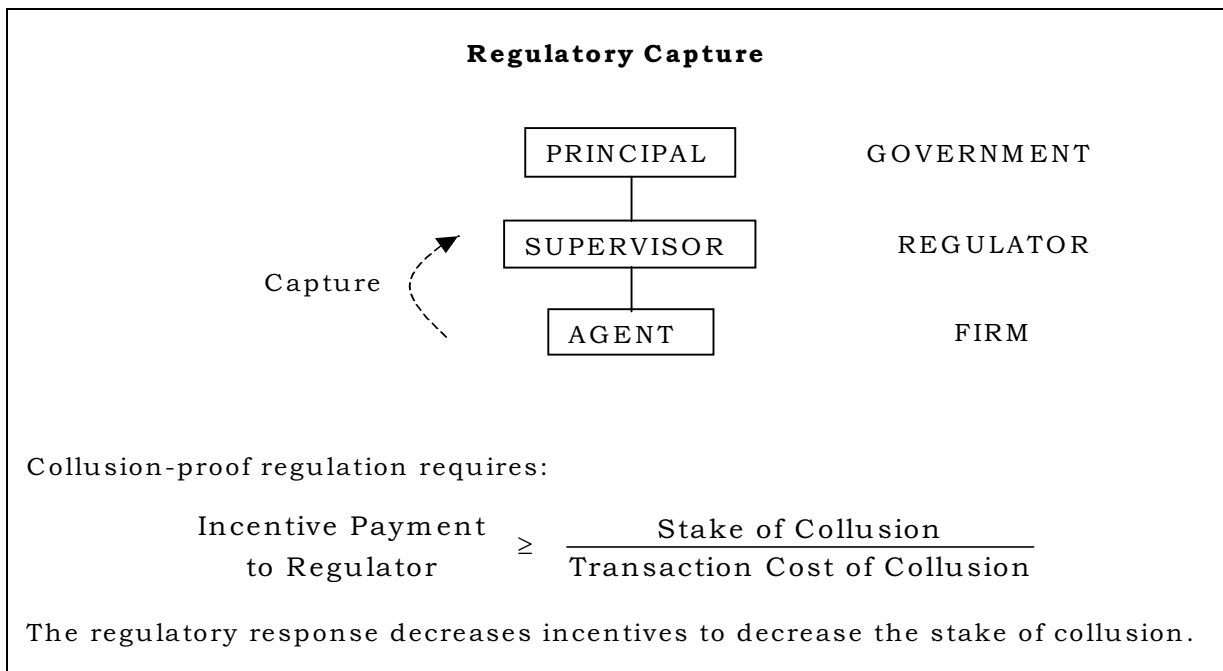 Regulatory Capture
PRINCIPAL GOVERNMENT
SUPERVISOR REGULATOR
Capture
AGENT FIRM
Collusion-proof regulation requires:
Incentive Payment
to Regulator
≥
Stake of Collusion
Transaction Cost of Collusion
The regulatory response decreases incentives to decrease the stake of collusion.